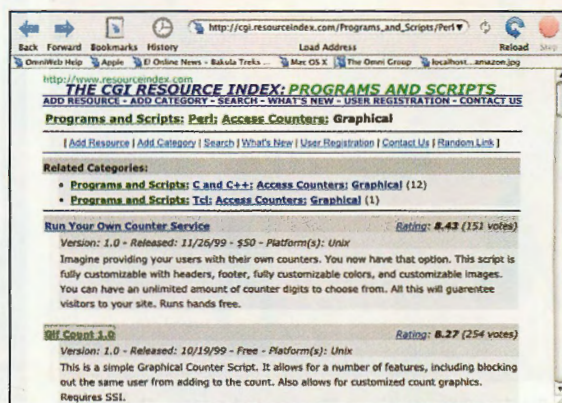 http://cgi.resourceindex.com/Programs_and_Scripts/Perl
Back Forward Bookmarks History Load Address Reload Stop
OmniWeb Help Apple E! Online News - Bakula Treks ... Mac OS X The Omni Group localhost...amazon.jpg
http://www.resourceindex.com
THE CGI RESOURCE INDEX: PROGRAMS AND SCRIPTS
ADD RESOURCE - ADD CATEGORY - SEARCH - WHAT'S NEW - USER REGISTRATION - CONTACT US
Programs and Scripts: Perl: Access Counters: Graphical
[ Add Resource | Add Category | Search | What's New | User Registration | Contact Us | Random Link ]
Related Categories:
• Programs and Scripts: C and C++: Access Counters: Graphical (12)
• Programs and Scripts: Tcl: Access Counters: Graphical (1)
Run Your Own Counter Service Rating: 8.43 (151 votes)
Version: 1.0 - Released: 11/26/99 - $50 - Platform(s): Unix
Imagine providing your users with their own counters. You now have that option. This script is
fully customizable with headers, footer, fully customizable colors, and customizable images.
You can have an unlimited amount of counter digits to choose from. All this will guarentee
visitors to your site. Runs hands free.
Count 1.0 Rating: 8.27 (254 votes)
Version: 1.0 - Released: 10/19/99 - Free - Platform(s): Unix
This is a simple Graphical Counter Script. It allows for a number of features, including blocking
out the same user from adding to the count. Also allows for customized count graphics.
Requires SSI.